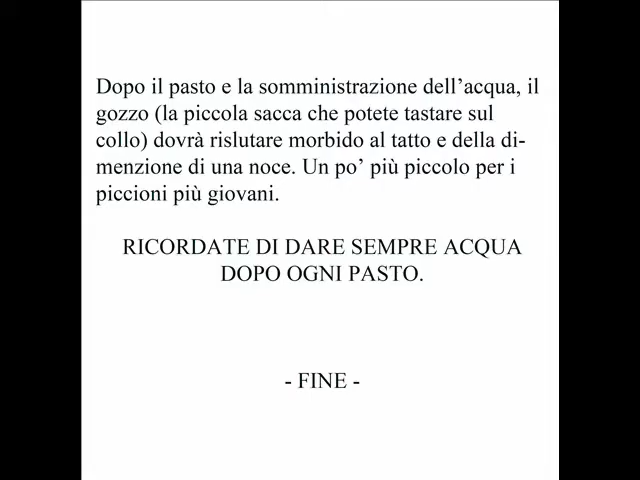 Dopo il pasto e la somministrazione dell’acqua, il
gozzo (la piccola sacca che potete tastare sul
collo) dovrà rislutare morbido al tatto e della di-
menzione di una noce. Un po’ più piccolo per i
piccioni più giovani.
RICORDATE DI DARE SEMPRE ACQUA
DOPO OGNI PASTO.
- FINE -